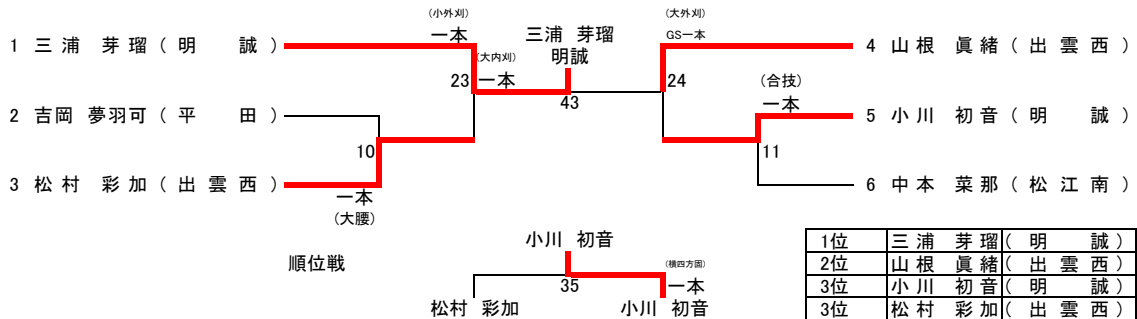 (小外刈)
(大外刈)
一本
三浦 芽瑠
GS一本
1 三浦 芽瑠(明 誠)
4 山根 眞緒(出雲西)
(大内刈)
明誠
23
一本
24
(合技)
43
一本
2 吉岡 夢羽可(平 田)
5 小川 初音(明 誠)
10
11
3 松村 彩加(出雲西)
6 中本 菜那(松江南)
一本
(大腰)
小川 初音
順位戦
(横四方固)
35
一本
松村 彩加
小川 初音
1位 三浦 芽瑠(明 誠)
2位 山根 眞緒(出雲西)
3位 小川 初音(明 誠)
3位 松村 彩加(出雲西)